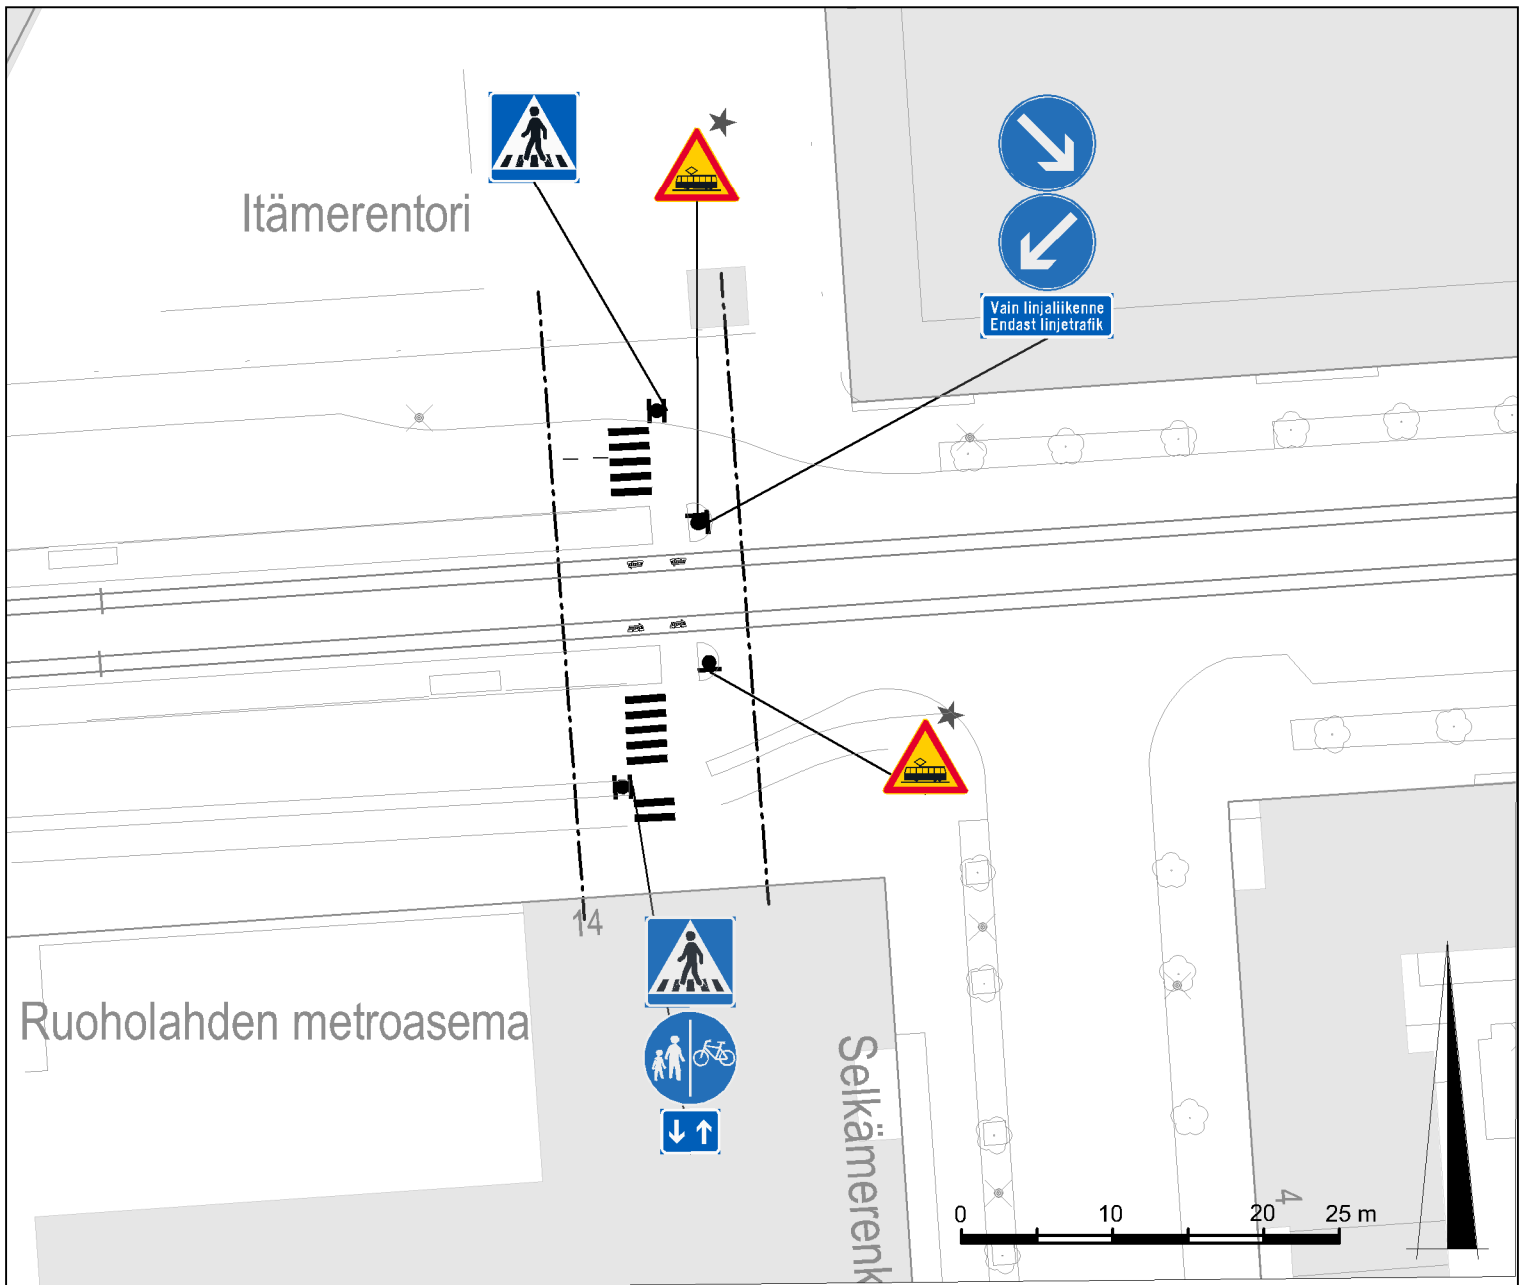 Itämerentori
Vain linjaliikenne
Endast linjetrafik
14
Ruoholahden metroasema
Selkämerenk
4
0 10 20 25 m